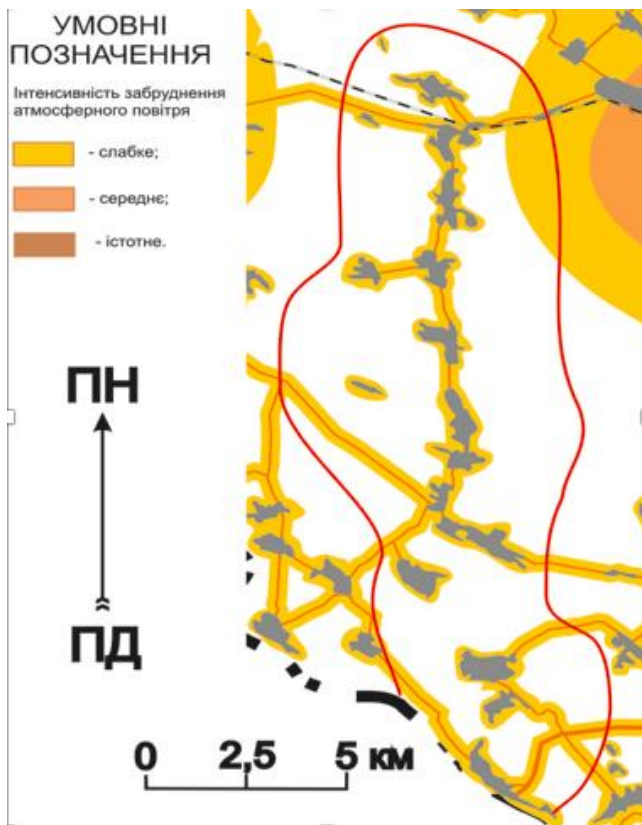 УМОВНІ
ПОЗНАЧЕННЯ
Інтенсивність забруднення
атмосферного повітря
- слабке;
- середнє;
- істотне.
ПН
ПД
0 2,5 5 км